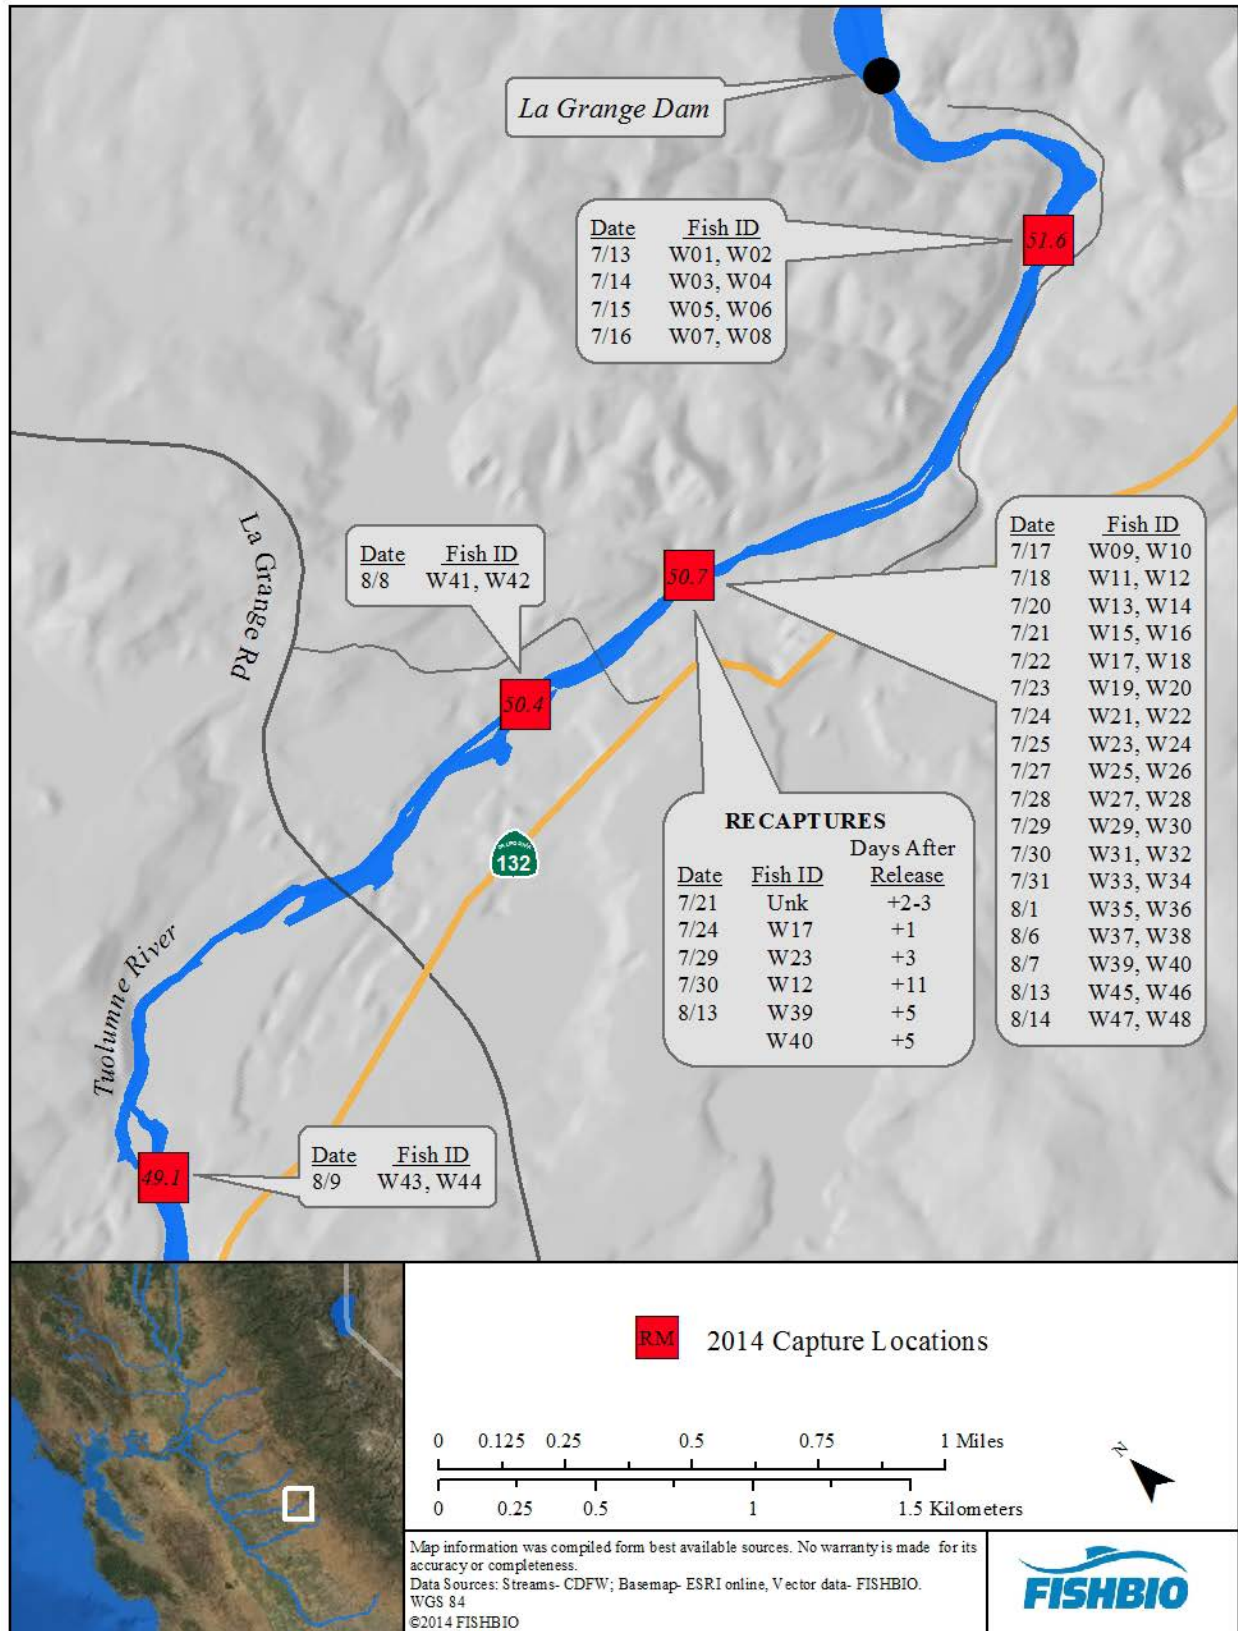 La Grange Dam
51.6
Date Fish ID
7/13 W01, W02
7/14 W03, W04
7/15 W05, W06
7/16 W07, W08
La Grange Rd
Date Fish ID
8/8 W41, W42
50.7
50.4
Date Fish ID
7/17 W09, W10
7/18 W11, W12
7/20 W13, W14
7/21 W15, W16
7/22 W17, W18
7/23 W19, W20
7/24 W21, W22
7/25 W23, W24
7/27 W25, W26
7/28 W27, W28
7/29 W29, W30
7/30 W31, W32
7/31 W33, W34
8/1 W35, W36
8/6 W37, W38
8/7 W39, W40
8/13 W45, W46
8/14 W47, W48
132
RECAPTURES
Days After
Date Fish ID Release
7/21 Unk +2-3
7/24 W17 +1
7/29 W23 +3
7/30 W12 +11
8/13 W39 +5
W40 +5
Tuolumne River
49.1
Date Fish ID
8/9 W43, W44
RM 2014 Capture Locations
0 0.125 0.25 0.5 0.75 1 Miles
0 0.25 0.5 1 1.5 Kilometers
N
Map information was compiled form best available sources. No warranty is made for its
accuracy or completeness.
Data Sources: Streams- CDFW; Basemap- ESRI online, Vector data- FISHBIO.
WGS 84
©2014 FISHBIO
FISHBIO